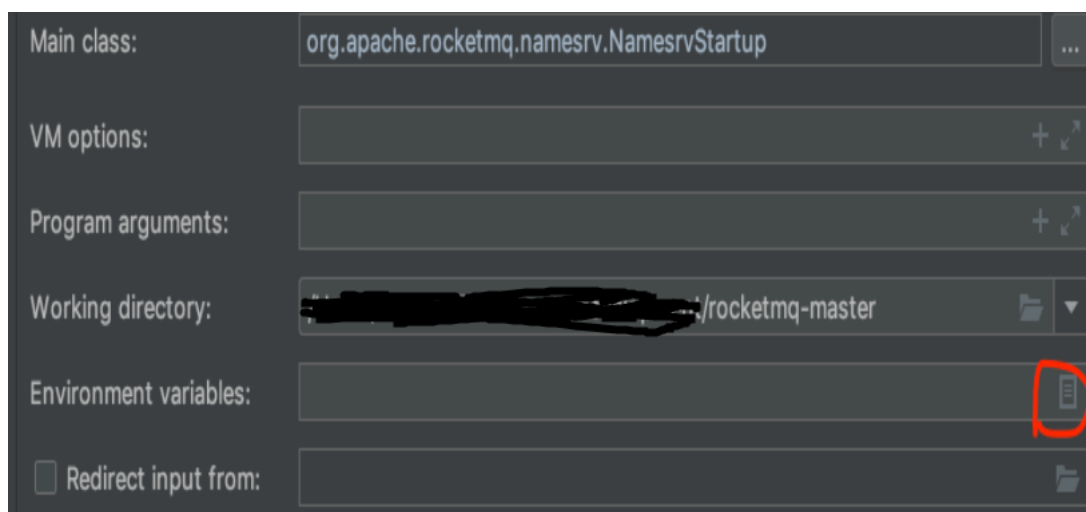 Main class: org.apache.rocketmq.namesrv.NamesrvStartup ...
VM options:
Program arguments:
Working directory: /rocketmq-master
Environment variables:
Redirect input from: